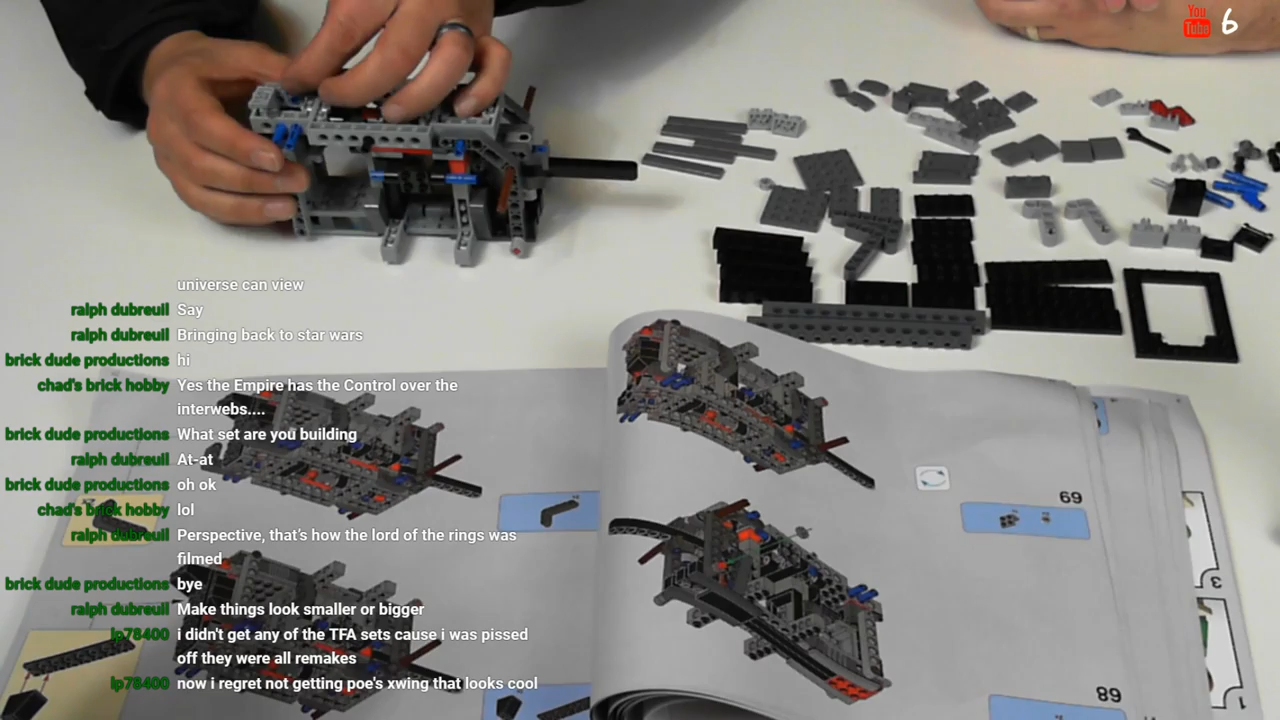 You
Tube 6
universe can view
ralph dubreuil Say
ralph dubreuil Bringing back to star wars
brick dude productions hi
chad's brick hobby Yes the Empire has the Control over the
interwebs....
brick dude productions What set are you building
ralph dubreuil At-at
brick dude productions oh ok
chad's brick hobby lol
ralph dubreuil Perspective, that's how the lord of the rings was
filmed
brick dude productions bye
ralph dubreuil Make things look smaller or bigger
lp78400 i didn't get any of the TFA sets cause i was pissed
off they were all remakes
lp78400 now i regret not getting poe's xwing that looks cool
69
68
3
1